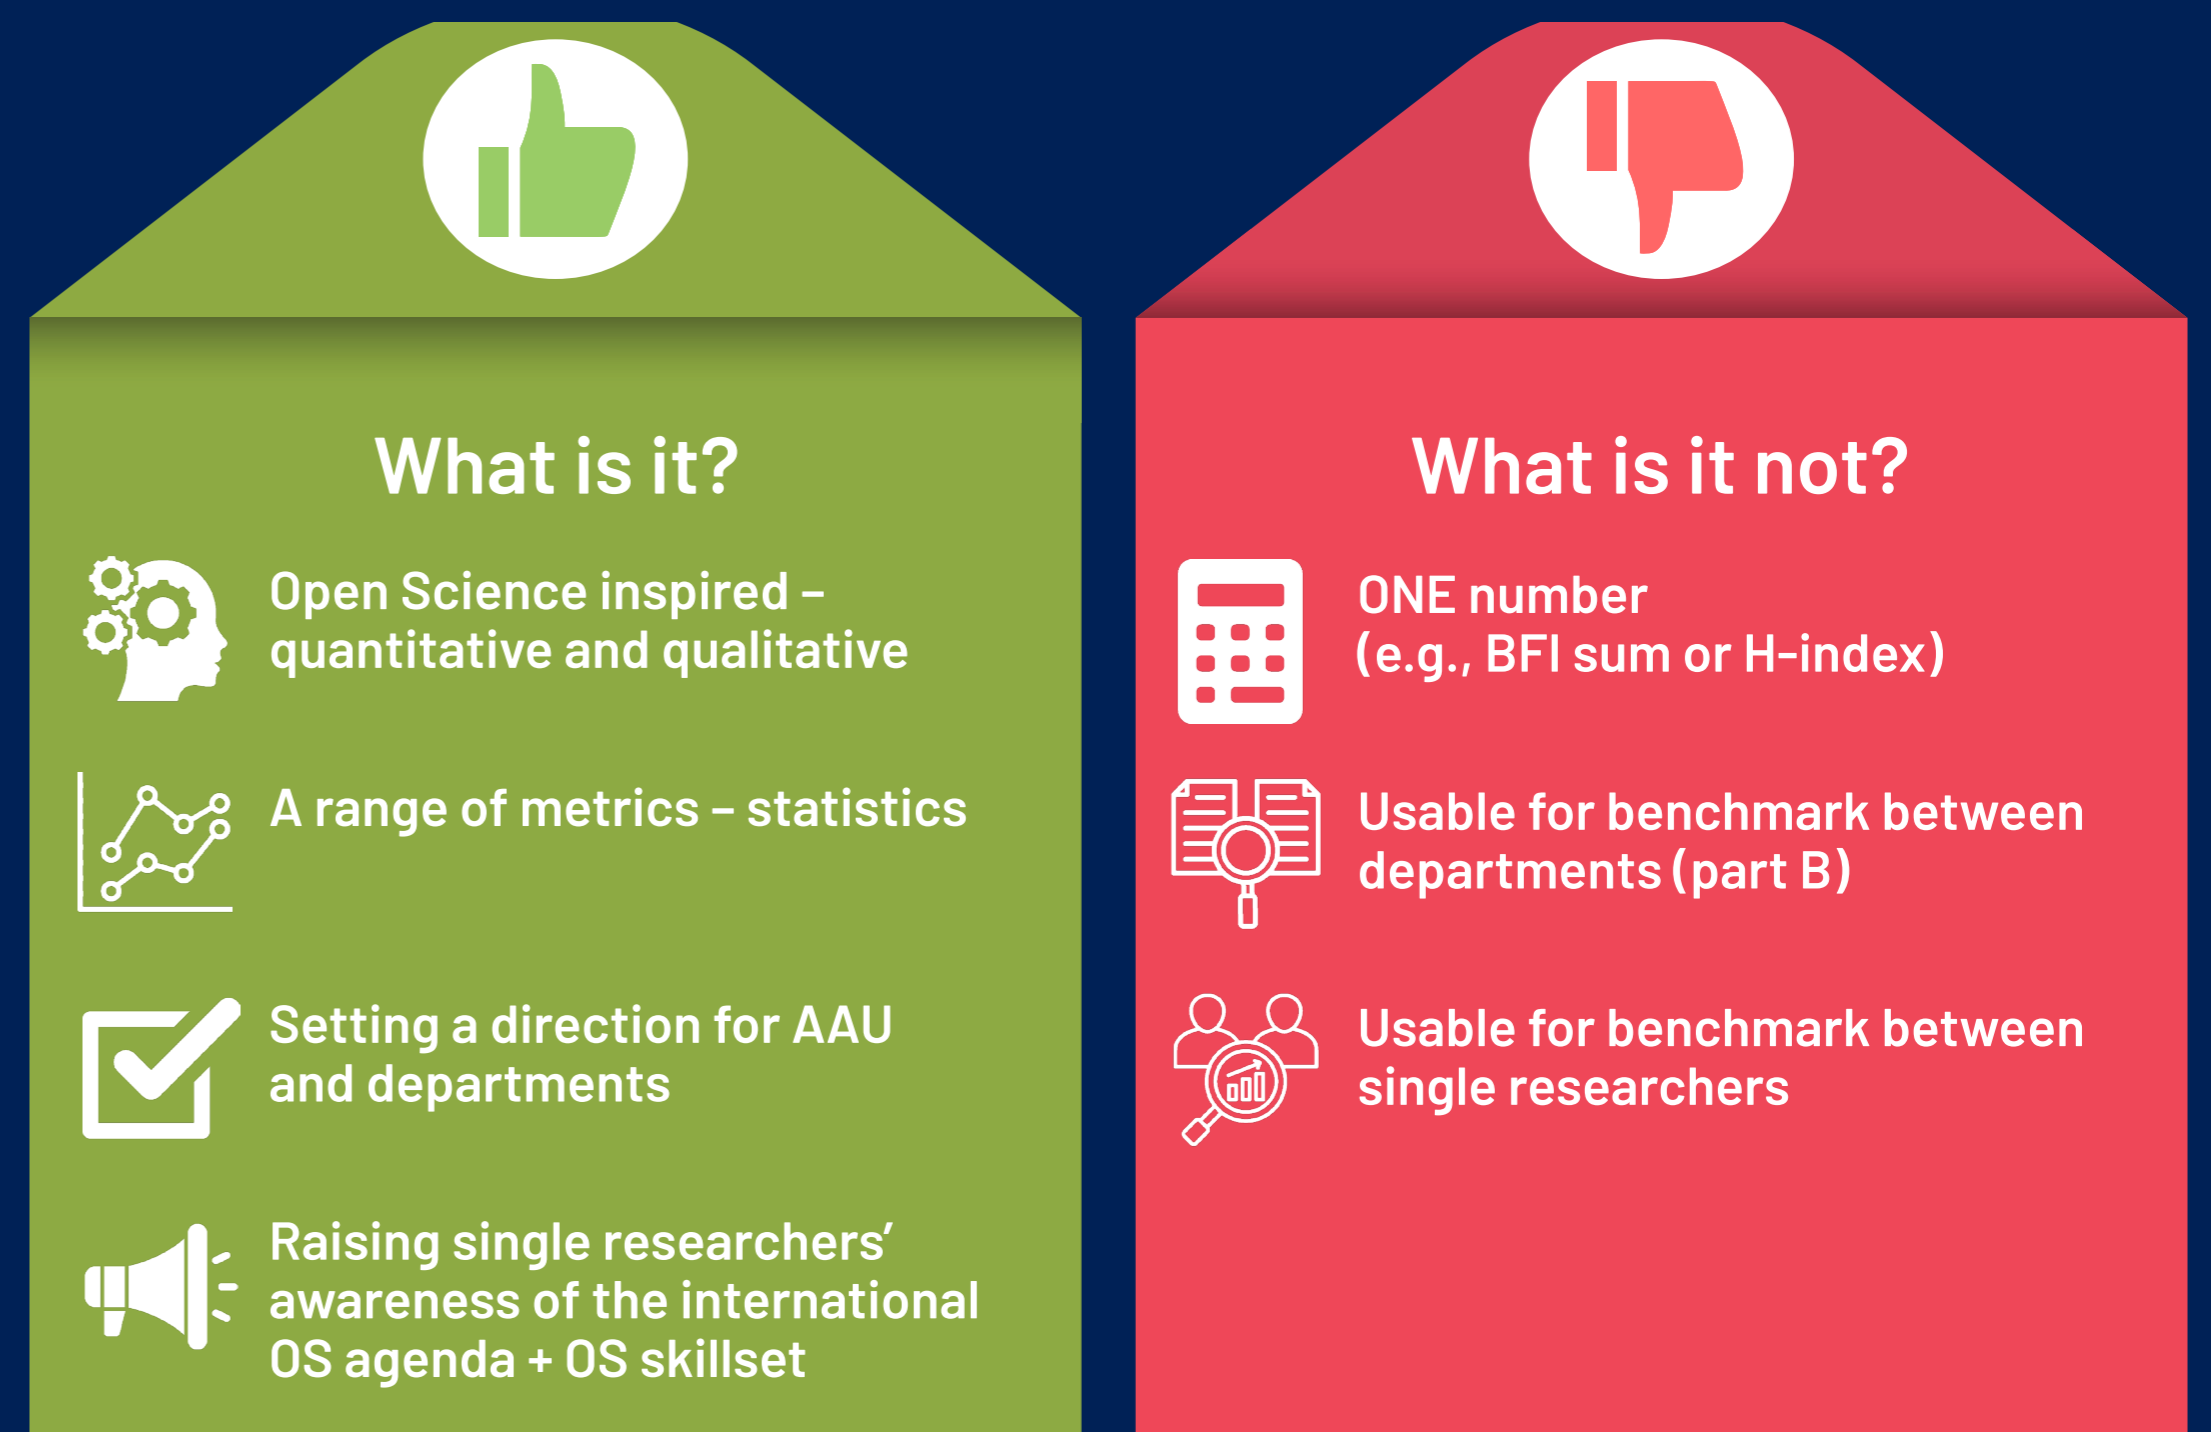 What is it?
Open Science inspired –
quantitative and qualitative
A range of metrics – statistics
Setting a direction for AAU
and departments
Raising single researchers’
awareness of the international
OS agenda + OS skillset
What is it not?
ONE number
(e.g., BFI sum or H-index)
Usable for benchmark between
departments (part B)
Usable for benchmark between
single researchers